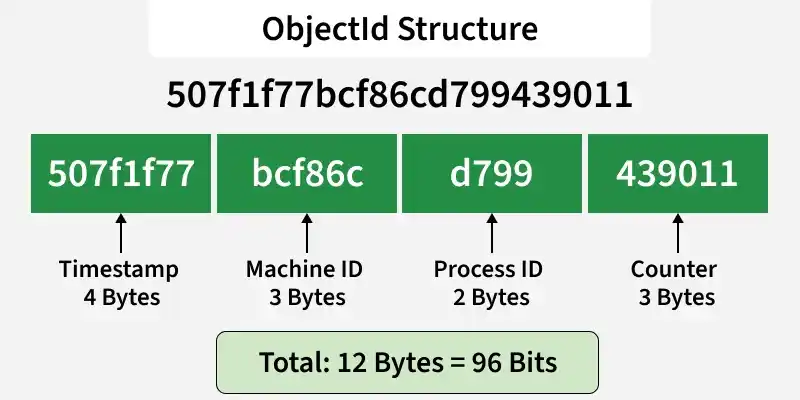 ObjectId Structure
507f1f77bcf86cd799439011
507f1f77 bcf86c d799 439011
Timestamp Machine ID Process ID Counter
4 Bytes 3 Bytes 2 Bytes 3 Bytes
Total: 12 Bytes = 96 Bits